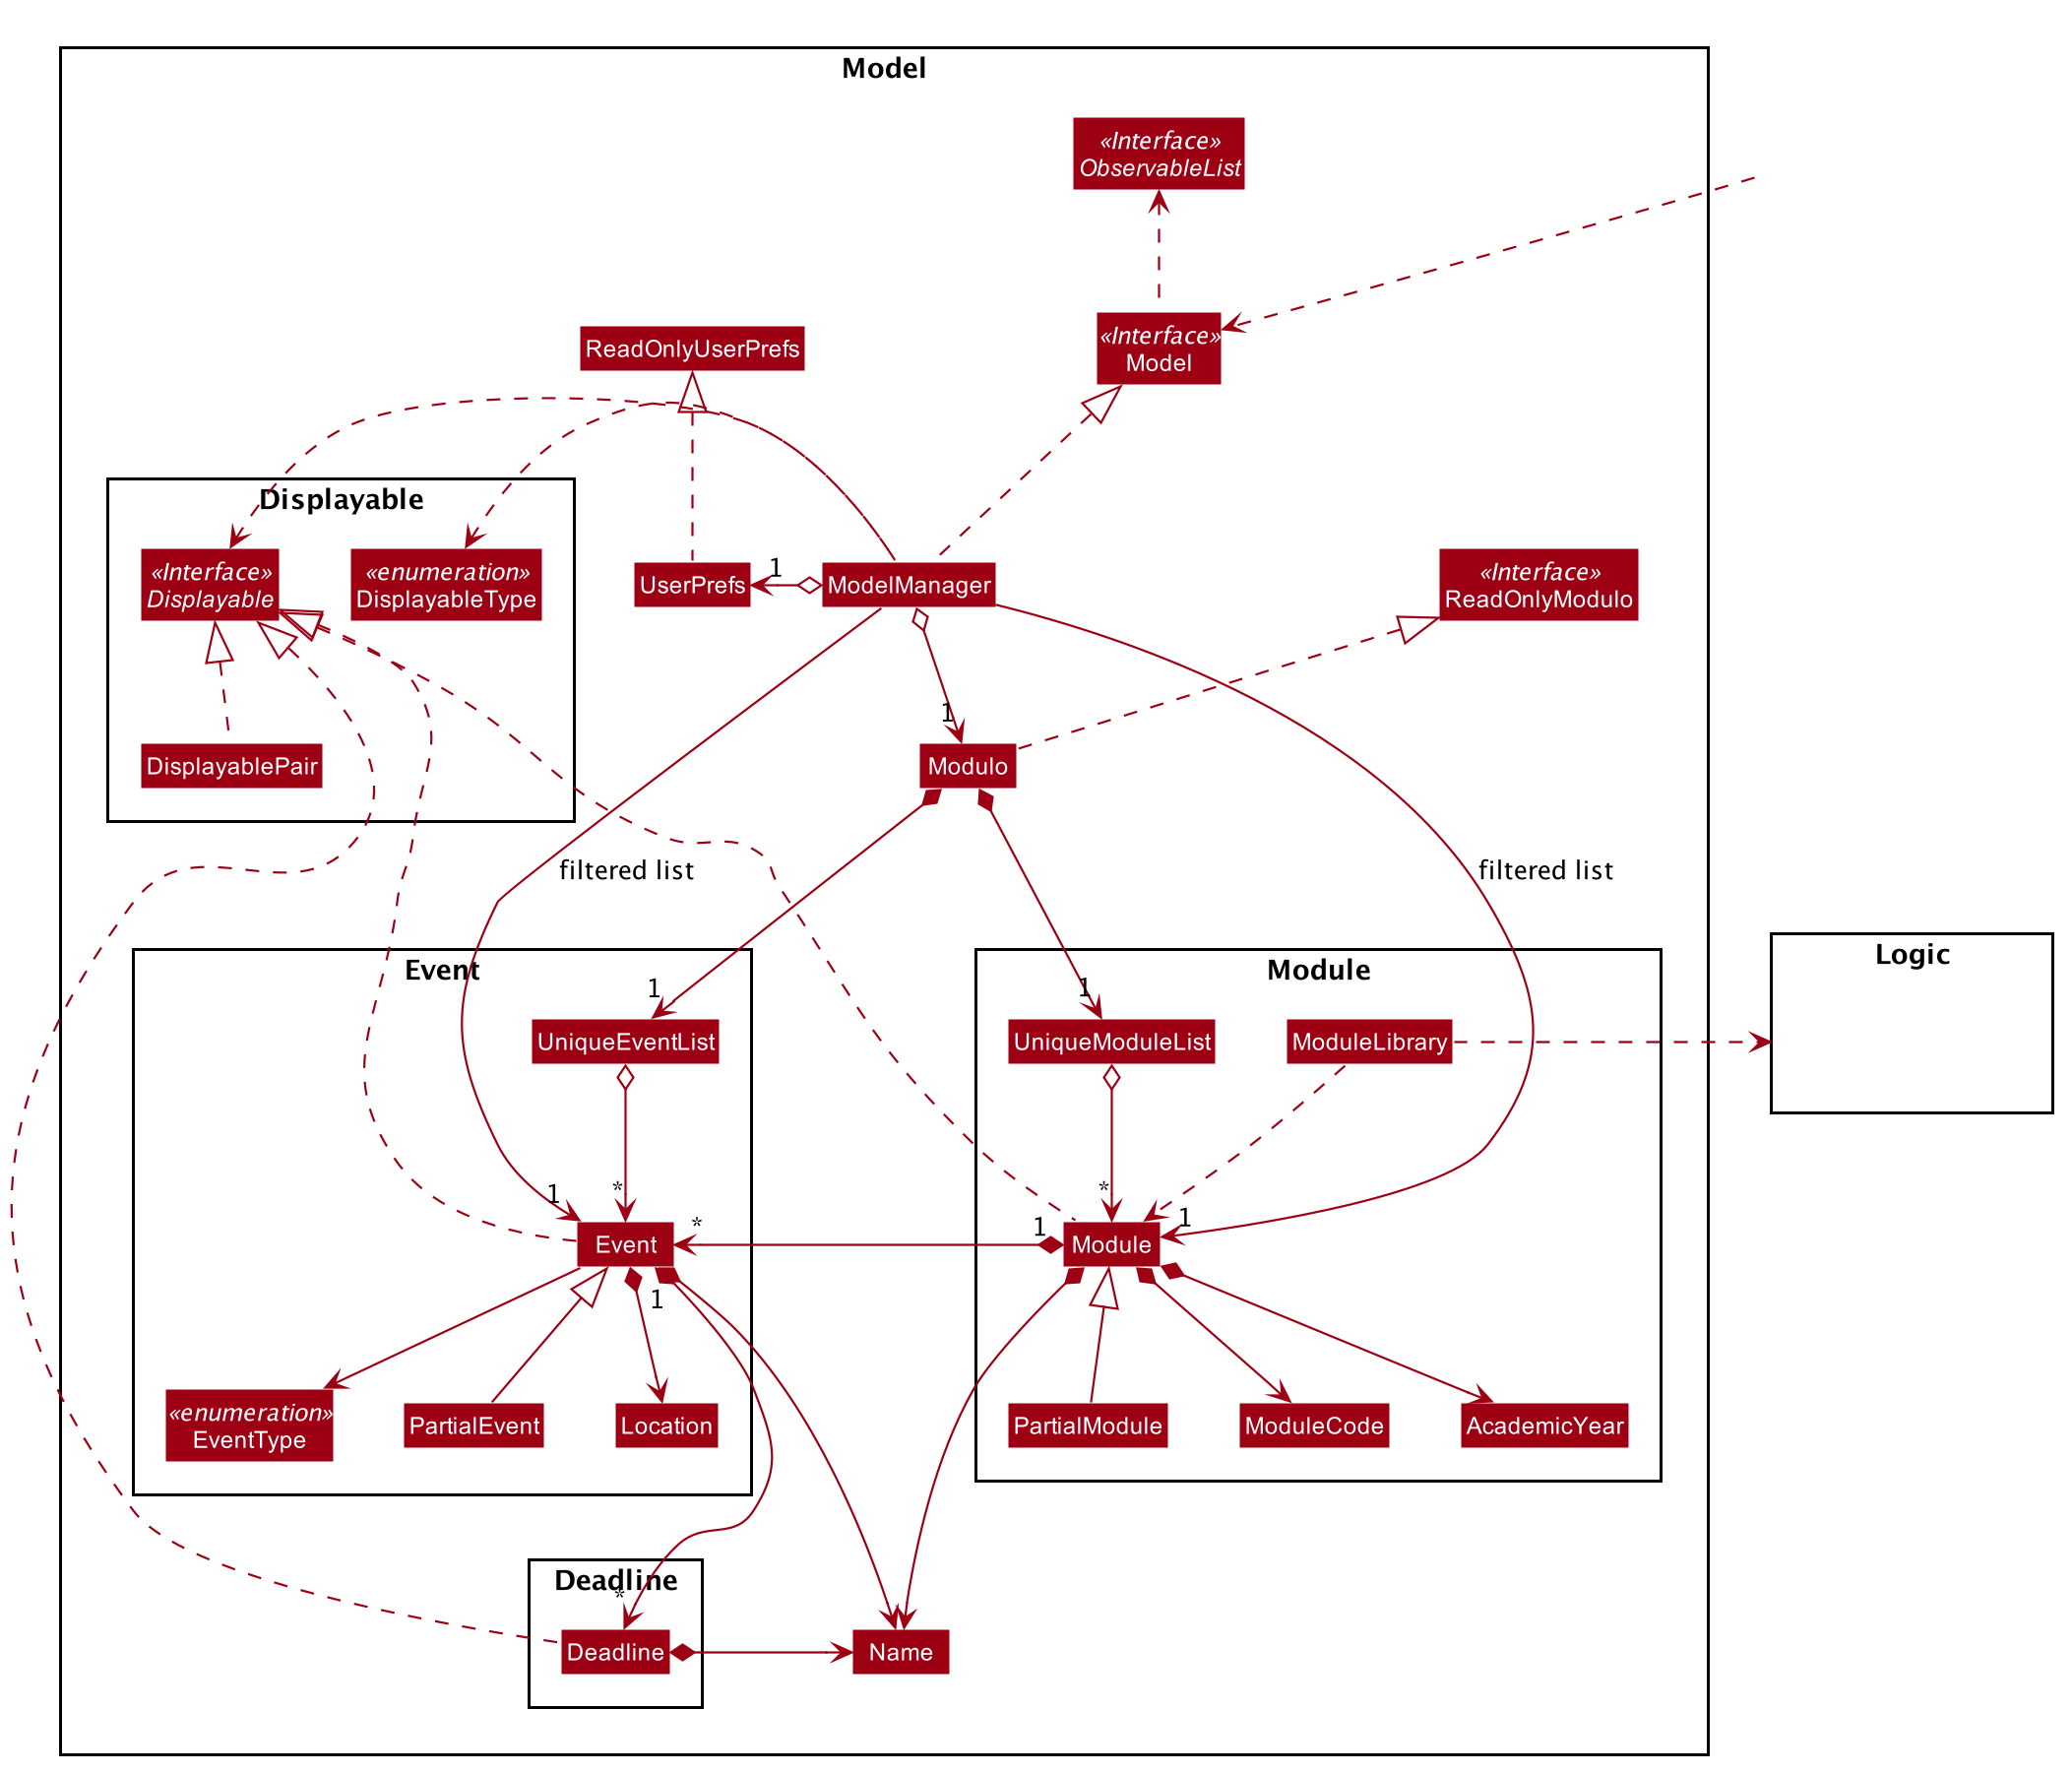 Model
«Interface»
ObservableList
«Interface»
Model
ReadOnlyUserPrefs
Displayable
«Interface»
Displayable
«enumeration»
DisplayableType
UserPrefs
1
ModelManager
«Interface»
ReadOnlyModulo
1
DisplayablePair
Modulo
filtered list
filtered list
Event
Module
Logic
1
1
UniqueEventList
UniqueModuleList
ModuleLibrary
1
*
*
*
1
1
Event
Module
1
«enumeration»
EventType
PartialEvent
Location
PartialModule
ModuleCode
AcademicYear
Deadline
*
Deadline
Name